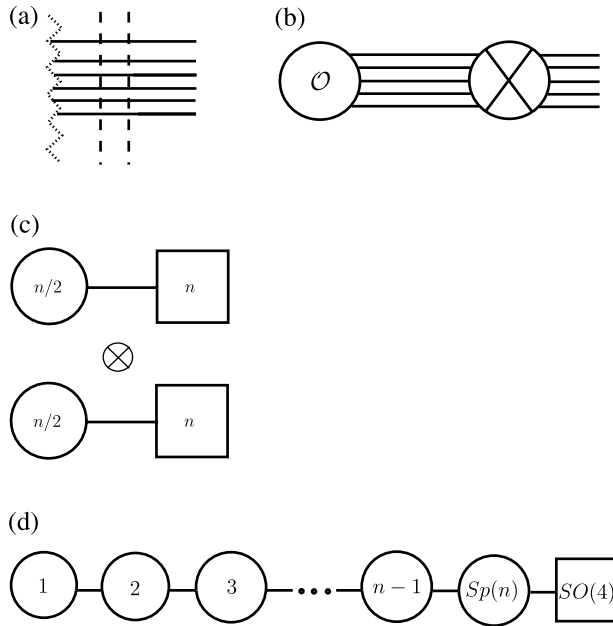 (a)
(b)
𝒪
(c)
n/2 n
n/2 n
(d)
1 2 3 n − 1 Sp(n) SO(4)